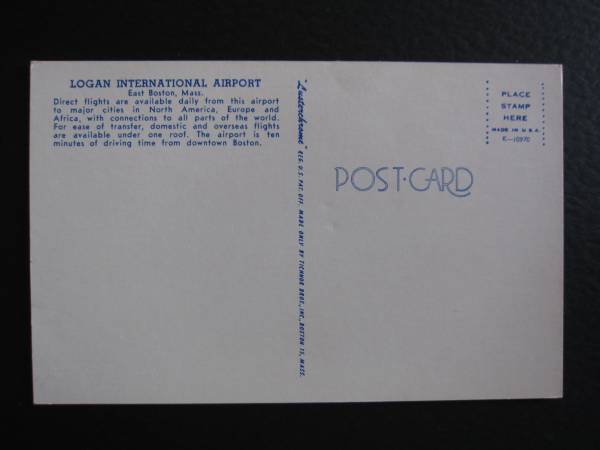 LOGAN INTERNATIONAL AIRPORT
East Boston, Mass.
Direct flights are available daily from this airport
to major cities in North America, Europe and
Africa, with connections to all parts of the world.
For ease of transfer, domestic and overseas flights
are available under one roof. The airport is ten
minutes of driving time from downtown Boston.
"Lusterchrome" REG. U.S. PAT. OFF. MADE ONLY BY TICHNOR BROS., INC., BOSTON 15, MASS.
PLACE
STAMP
HERE
MADE IN U.S.A.
K-10970
POST-CARD